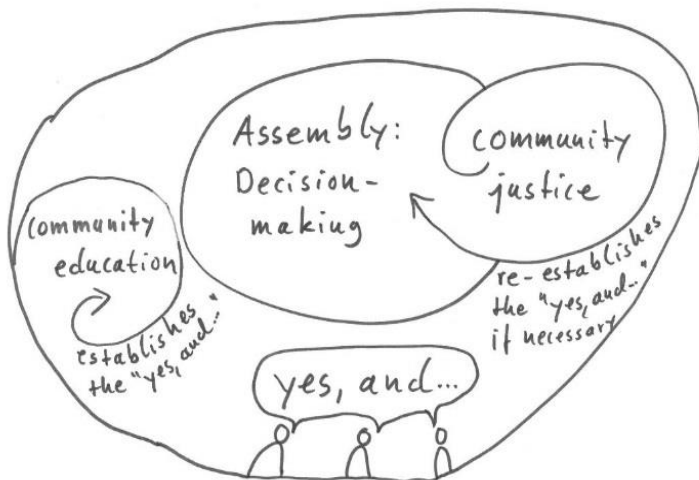 Assembly:
Decision-
making
community
justice
community
education
establishes
the "yes, and..."
re-establishes
the "yes, and..."
if necessary
yes, and...